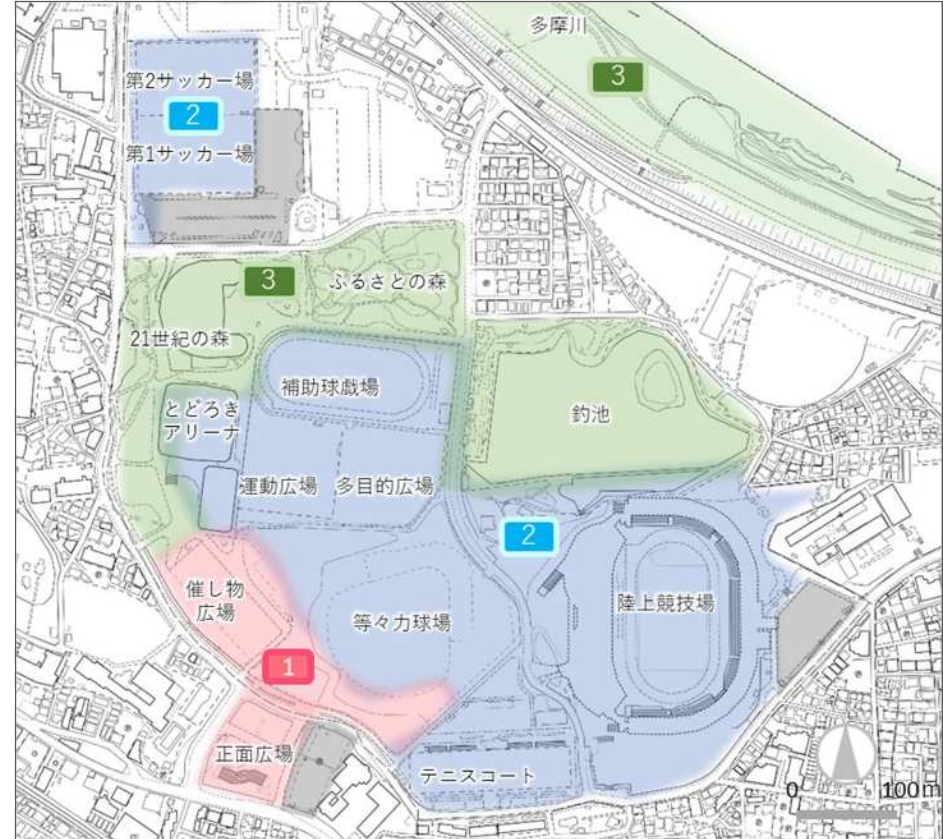 多摩川
3
第2サッカー場
2
第1サッカー場
3
ふるさとの森
21世紀の森
補助球戯場
とどろき
アリーナ
釣池
運動広場
多目的広場
2
催し物
広場
等々力球場
陸上競技場
1
正面広場
テニスコート
0
100m